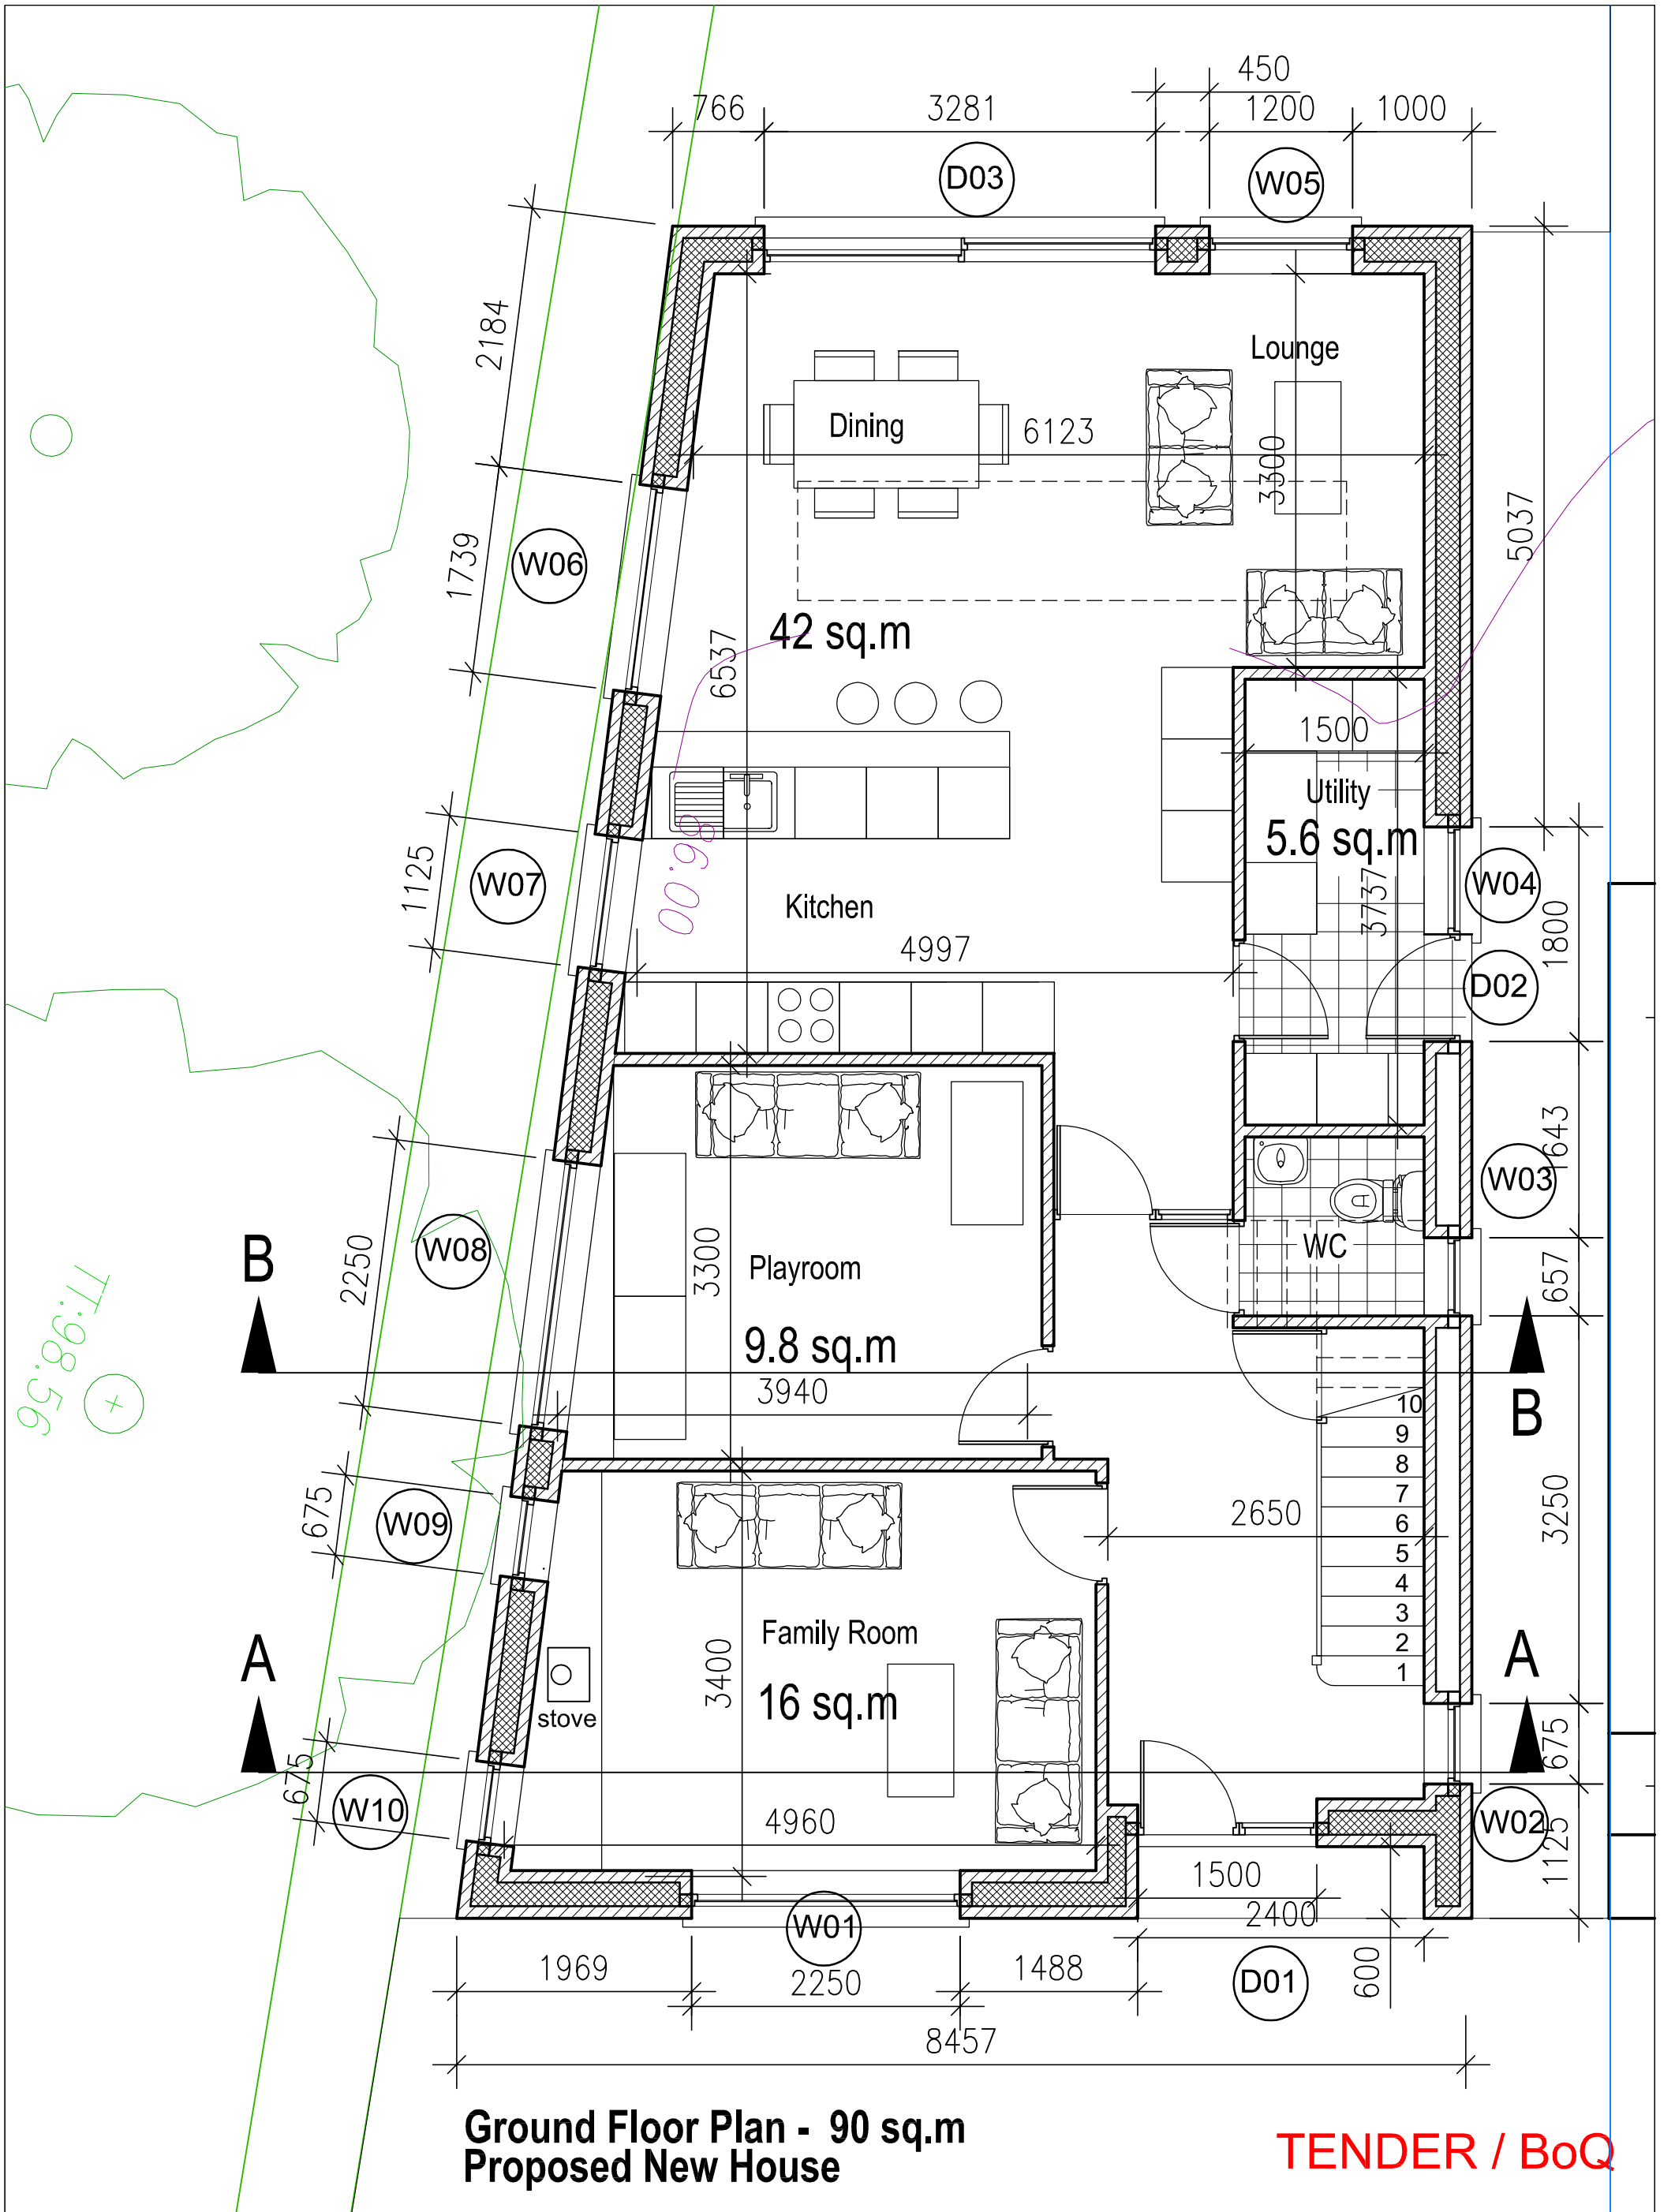 450
766
3281
1200
1000
D03
W05
2184
Lounge
Dining
6123
3300
5037
1739
W06
42 sq.m
6537
1500
Utility
5.6 sq.m
1125
W07
86.00
Kitchen
3737
W04
1800
4997
D02
1643
W03
2250
W08
B
3300
Playroom
WC
657
9.8 sq.m
3940
TL:98.56
B
10
9
8
7
6
5
4
3
2
1
675
W09
2650
3250
A
Family Room
3400
16 sq.m
stove
A
675
675
W10
4960
W02
1125
1500
2400
W01
600
1969
2250
1488
D01
8457
Ground Floor Plan - 90 sq.m
Proposed New House
TENDER / BoQ